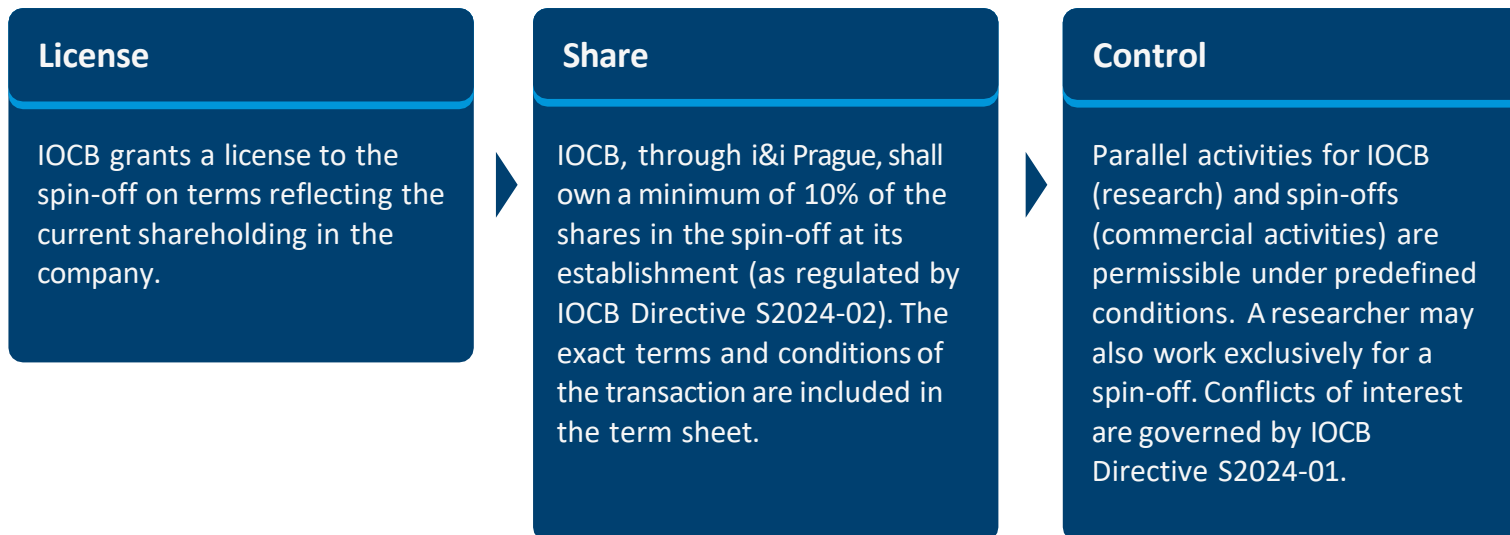 License
IOCB grants a license to the
spin-off on terms reflecting the
current shareholding in the
company.
Share
IOCB, through i&i Prague, shall
own a minimum of 10% of the
shares in the spin-off at its
establishment (as regulated by
IOCB Directive S2024-02). The
exact terms and conditions of
the transaction are included in
the term sheet.
Control
Parallel activities for IOCB
(research) and spin-offs
(commercial activities) are
permissible under predefined
conditions. A researcher may
also work exclusively for a
spin-off. Conflicts of interest
are governed by IOCB
Directive S2024-01.